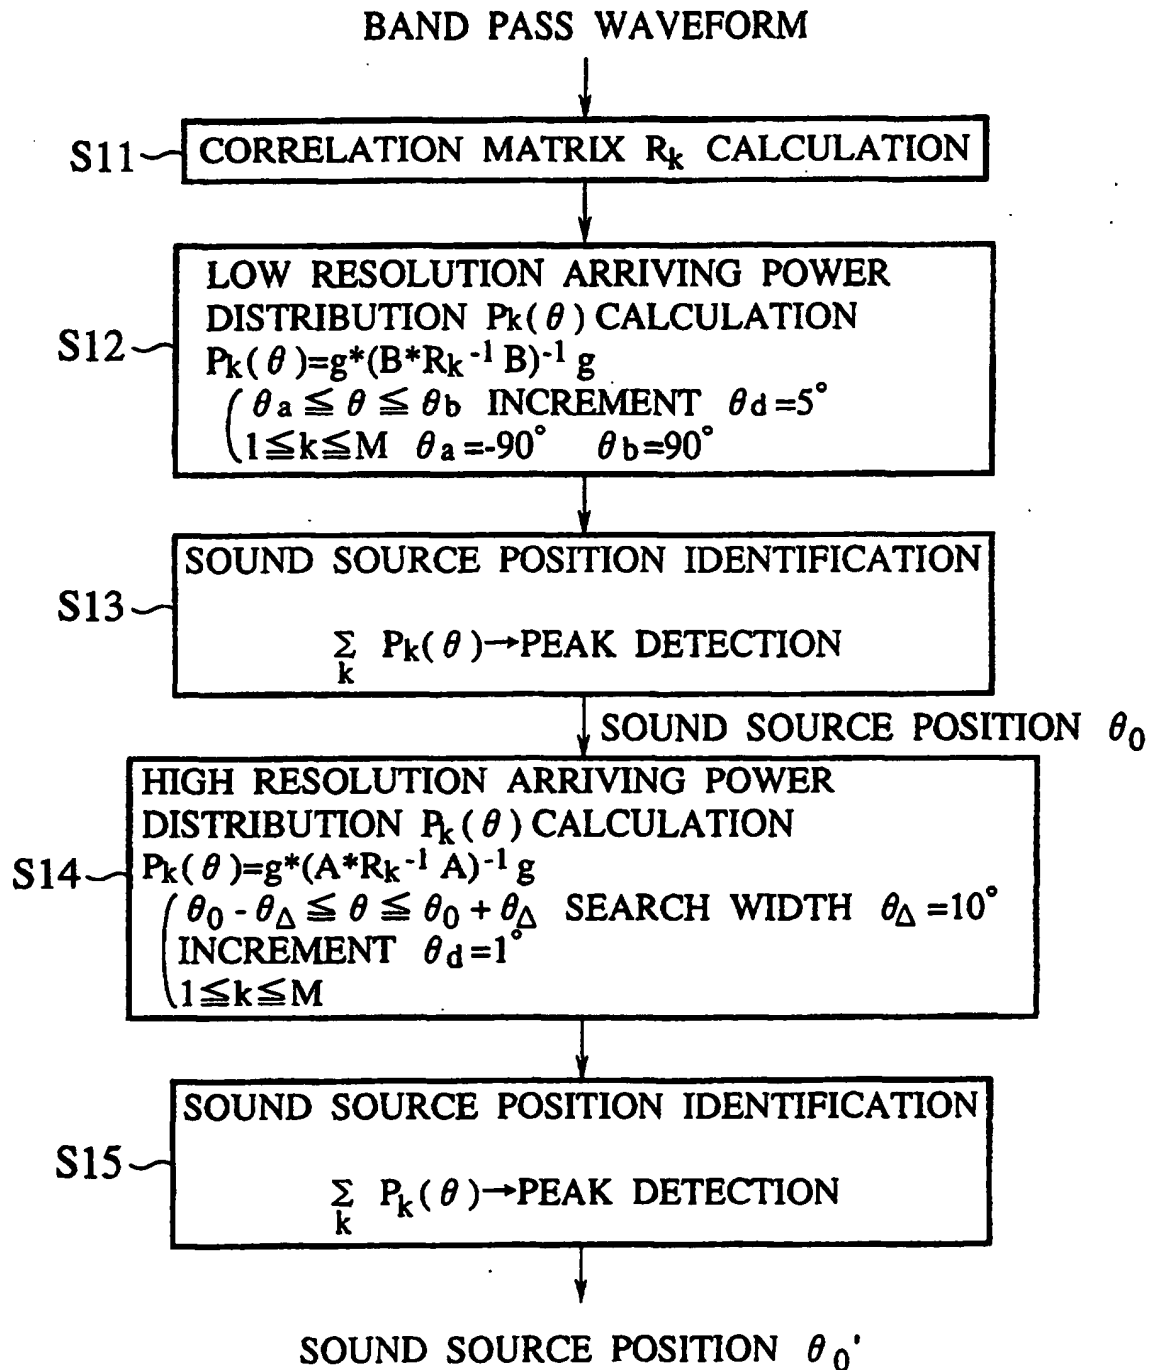 BAND PASS WAVEFORM
S11 CORRELATION MATRIX Rk CALCULATION
LOW RESOLUTION ARRIVING POWER
DISTRIBUTION Pk(θ) CALCULATION
S12
Pk(θ)=g*(B*Rk⁻¹ B)⁻¹ g
θa ≦ θ ≦ θb INCREMENT θd=5°
1≦k≦M θa=-90° θb=90°
SOUND SOURCE POSITION IDENTIFICATION
S13
Σ Pk(θ)→PEAK DETECTION
k
SOUND SOURCE POSITION θ0
HIGH RESOLUTION ARRIVING POWER
DISTRIBUTION Pk(θ) CALCULATION
S14 Pk(θ)=g*(A*Rk⁻¹ A)⁻¹ g
θ0 - θΔ ≦ θ ≦ θ0 + θΔ SEARCH WIDTH θΔ=10°
INCREMENT θd=1°
1≦k≦M
SOUND SOURCE POSITION IDENTIFICATION
S15
Σ Pk(θ)→PEAK DETECTION
k
SOUND SOURCE POSITION θ0'